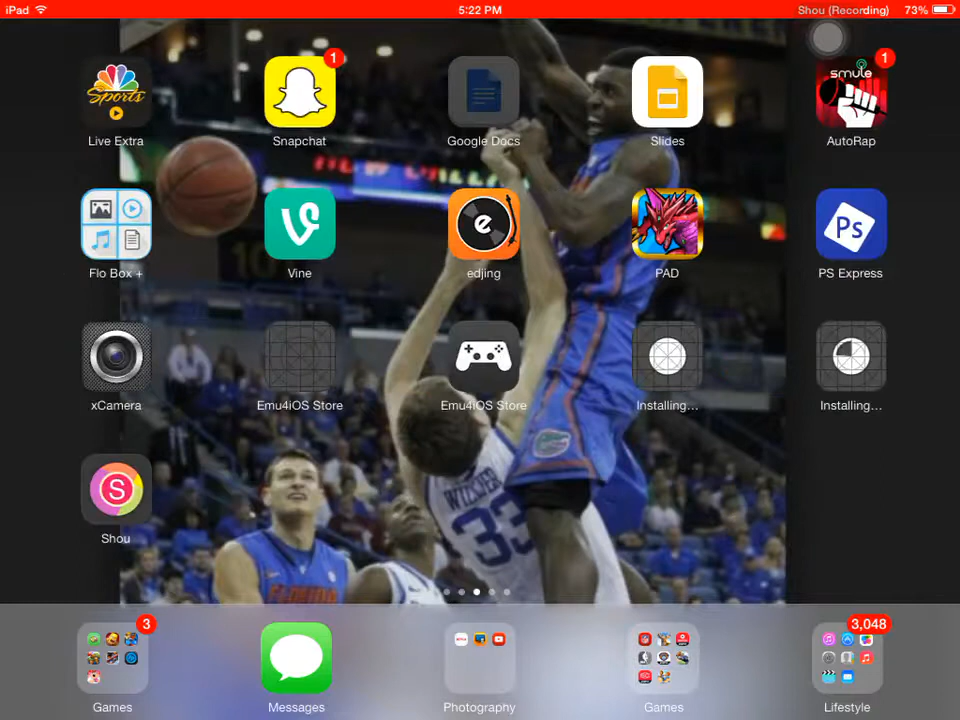 iPad 5:22 PM Shou (Recording) 73%
1 1
Sports smule
Live Extra Snapchat Google Docs Slides AutoRap
e Ps
Flo Box + Vine edjing PAD PS Express
xCamera Emu4iOS Store Emu4iOS Store Installing... Installing...
S
Shou
WILTJER
33
FLORIDA
3 3,048
Games Messages Photography Games Lifestyle